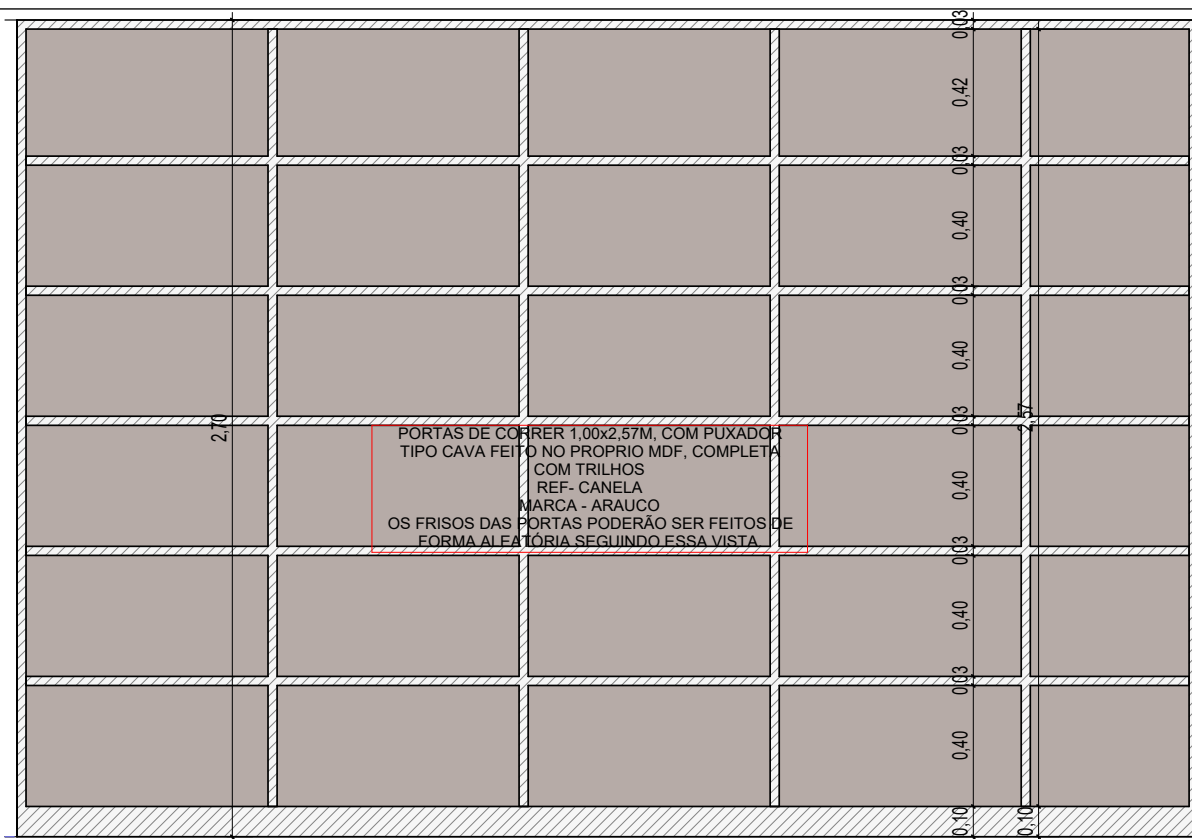 0,03
0,42
0,03
0,40
0,03
0,40
0,03
2,70
2,57
PORTAS DE CORRER 1,00x2,57M, COM PUXADOR
TIPO CAVA FEITO NO PROPRIO MDF, COMPLETA
COM TRILHOS
REF- CANELA
MARCA - ARAUCO
OS FRISOS DAS PORTAS PODERÃO SER FEITOS DE
FORMA ALEATÓRIA SEGUINDO ESSA VISTA
0,40
0,03
0,40
0,03
0,40
0,10
0,10